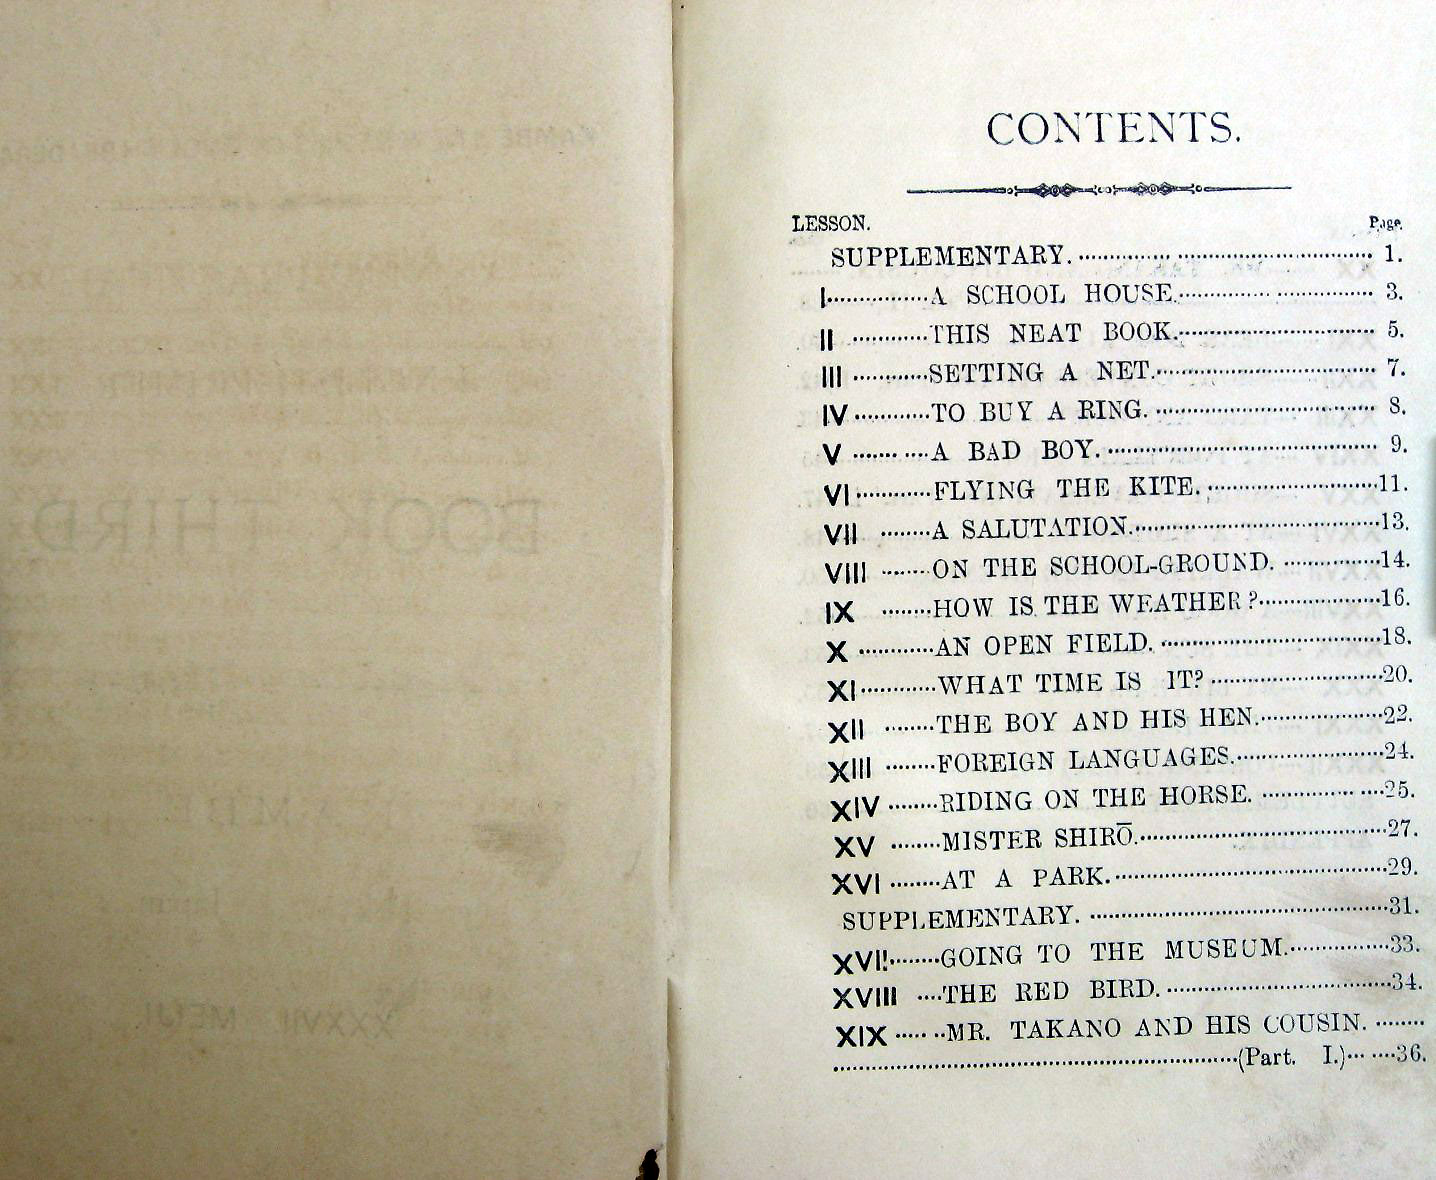 CONTENTS.
LESSON. Page.
SUPPLEMENTARY. 1.
I A SCHOOL HOUSE. 3.
II THIS NEAT BOOK. 5.
III SETTING A NET. 7.
IV TO BUY A RING. 8.
V A BAD BOY. 9.
VI FLYING THE KITE. 11.
VII A SALUTATION. 13.
VIII ON THE SCHOOL-GROUND. 14.
IX HOW IS THE WEATHER? 16.
X AN OPEN FIELD. 18.
XI WHAT TIME IS IT? 20.
XII THE BOY AND HIS HEN. 22.
XIII FOREIGN LANGUAGES. 24.
XIV RIDING ON THE HORSE. 25.
XV MISTER SHIRŌ. 27.
XVI AT A PARK. 29.
SUPPLEMENTARY. 31.
XVII GOING TO THE MUSEUM. 33.
XVIII THE RED BIRD. 34.
XIX MR. TAKANO AND HIS COUSIN.
(Part. I.) 36.